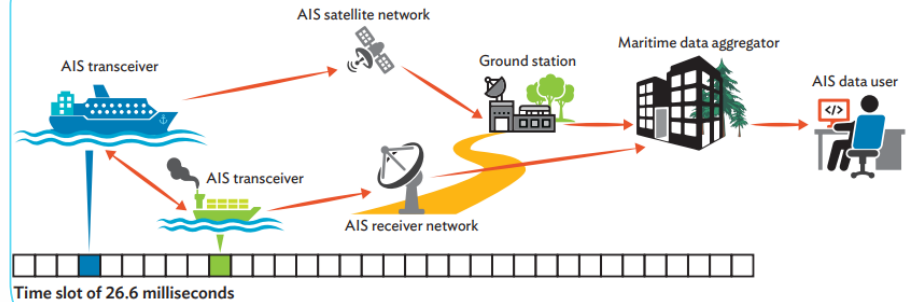 AIS satellite network
Maritime data aggregator
Ground station
AIS transceiver
AIS data user
</>
AIS transceiver
AIS receiver network
Time slot of 26.6 milliseconds